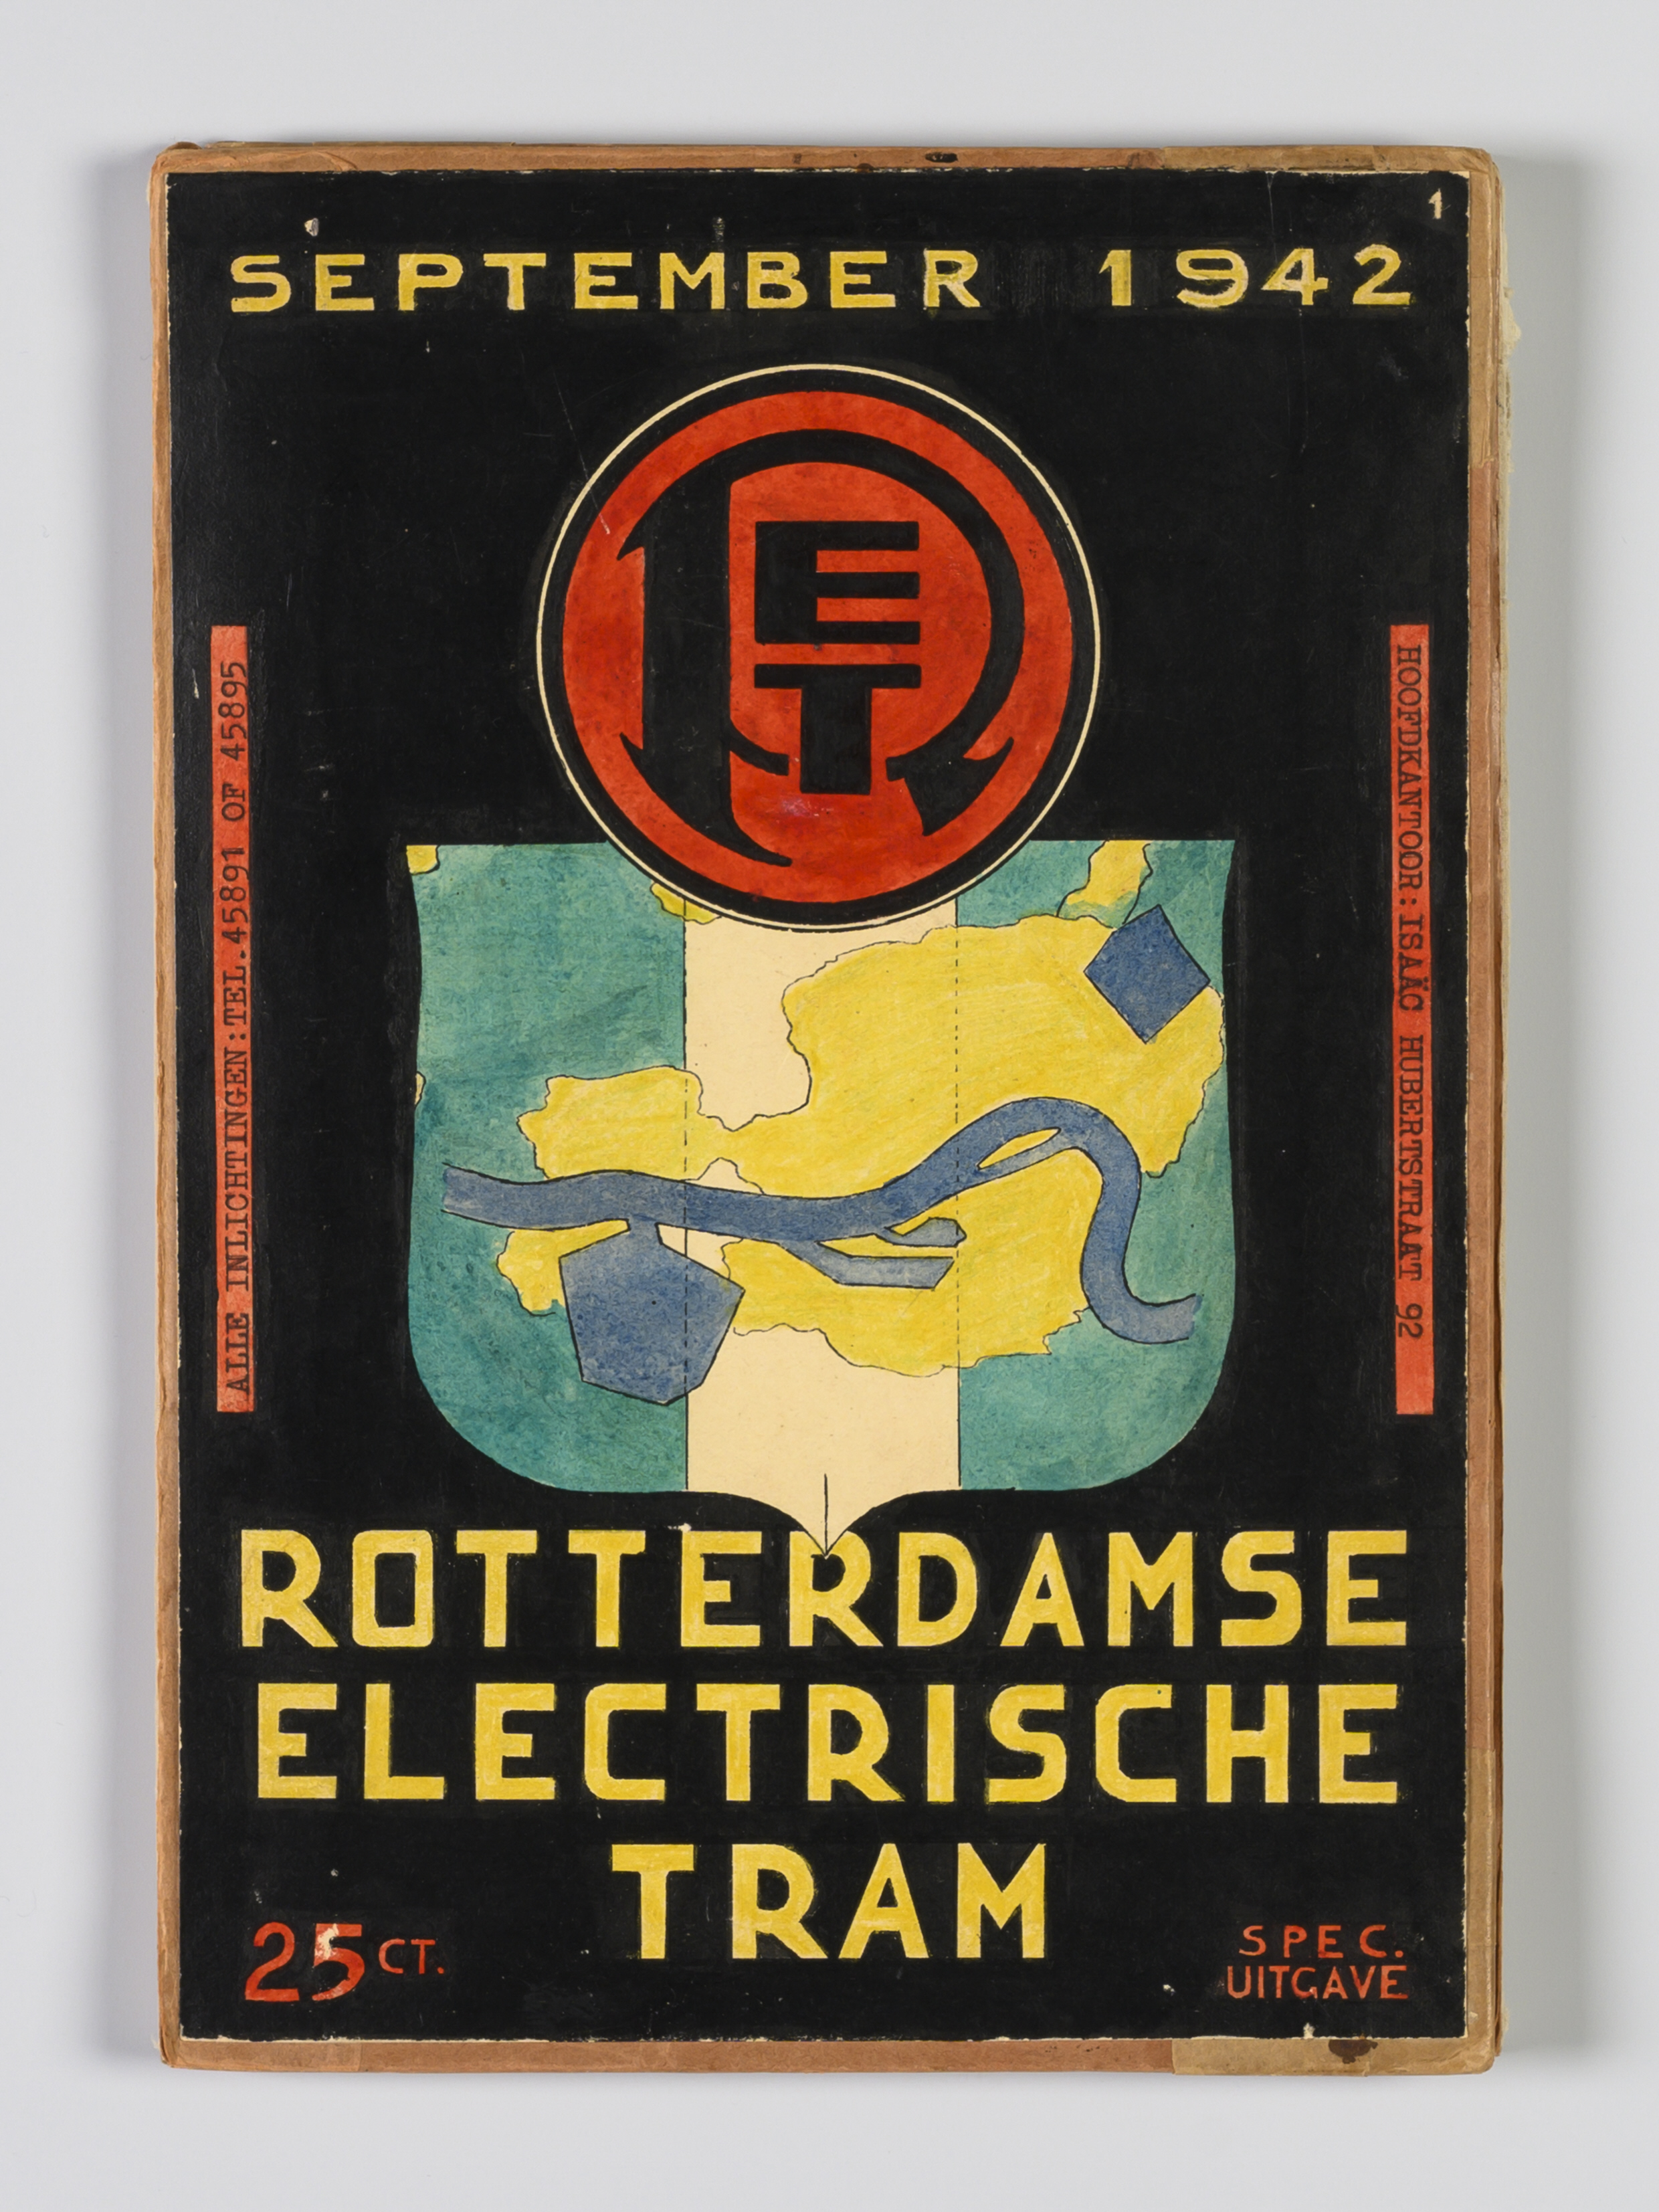 1
SEPTEMBER 1942
RET
ALLE INLICHTINGEN:TEL.45891 OF 45895
HOOFDKANTOOR:ISAÄC HUBERTSTRAAT 92
ROTTERDAMSE
ELECTRISCHE
TRAM
25 CT.
SPEC.
UITGAVE